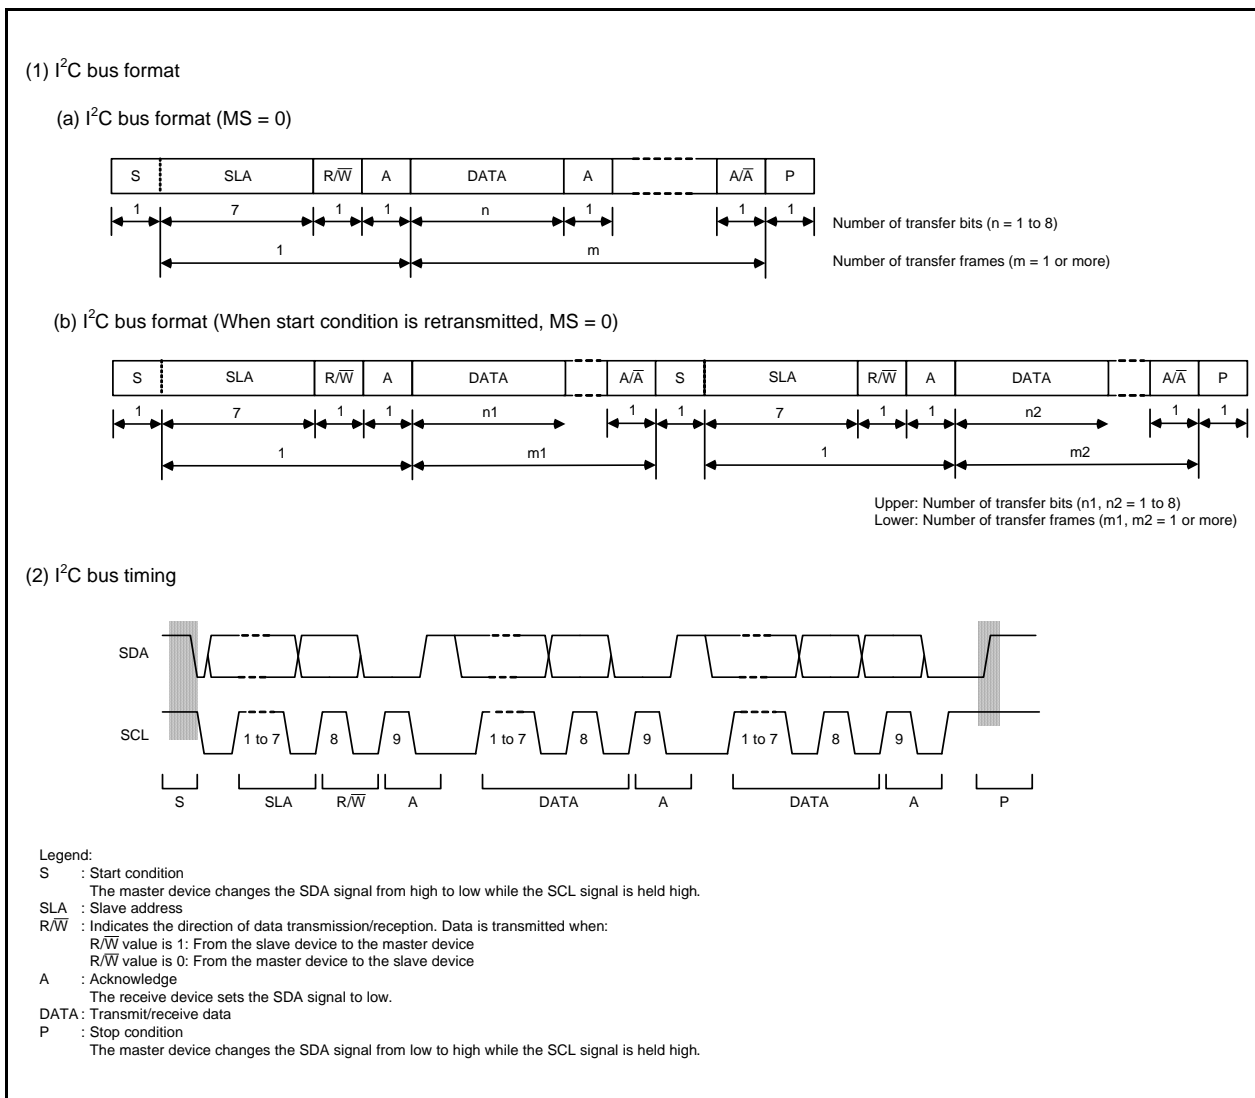 (1) I²C bus format
(a) I²C bus format (MS = 0)
S SLA R/W̅ A DATA A A/A̅ P
1 7 1 1 n 1 1 1
Number of transfer bits (n = 1 to 8)
1 m
Number of transfer frames (m = 1 or more)
(b) I²C bus format (When start condition is retransmitted, MS = 0)
S SLA R/W̅ A DATA A/A̅ S SLA R/W̅ A DATA A/A̅ P
1 7 1 1 n1 1 1 7 1 1 n2 1 1
1 m1 1 m2
Upper: Number of transfer bits (n1, n2 = 1 to 8)
Lower: Number of transfer frames (m1, m2 = 1 or more)
(2) I²C bus timing
SDA
SCL 1 to 7 8 9 1 to 7 8 9 1 to 7 8 9
S SLA R/W̅ A DATA A DATA A P
Legend:
S : Start condition
The master device changes the SDA signal from high to low while the SCL signal is held high.
SLA : Slave address
R/W̅ : Indicates the direction of data transmission/reception. Data is transmitted when:
R/W̅ value is 1: From the slave device to the master device
R/W̅ value is 0: From the master device to the slave device
A : Acknowledge
The receive device sets the SDA signal to low.
DATA : Transmit/receive data
P : Stop condition
The master device changes the SDA signal from low to high while the SCL signal is held high.